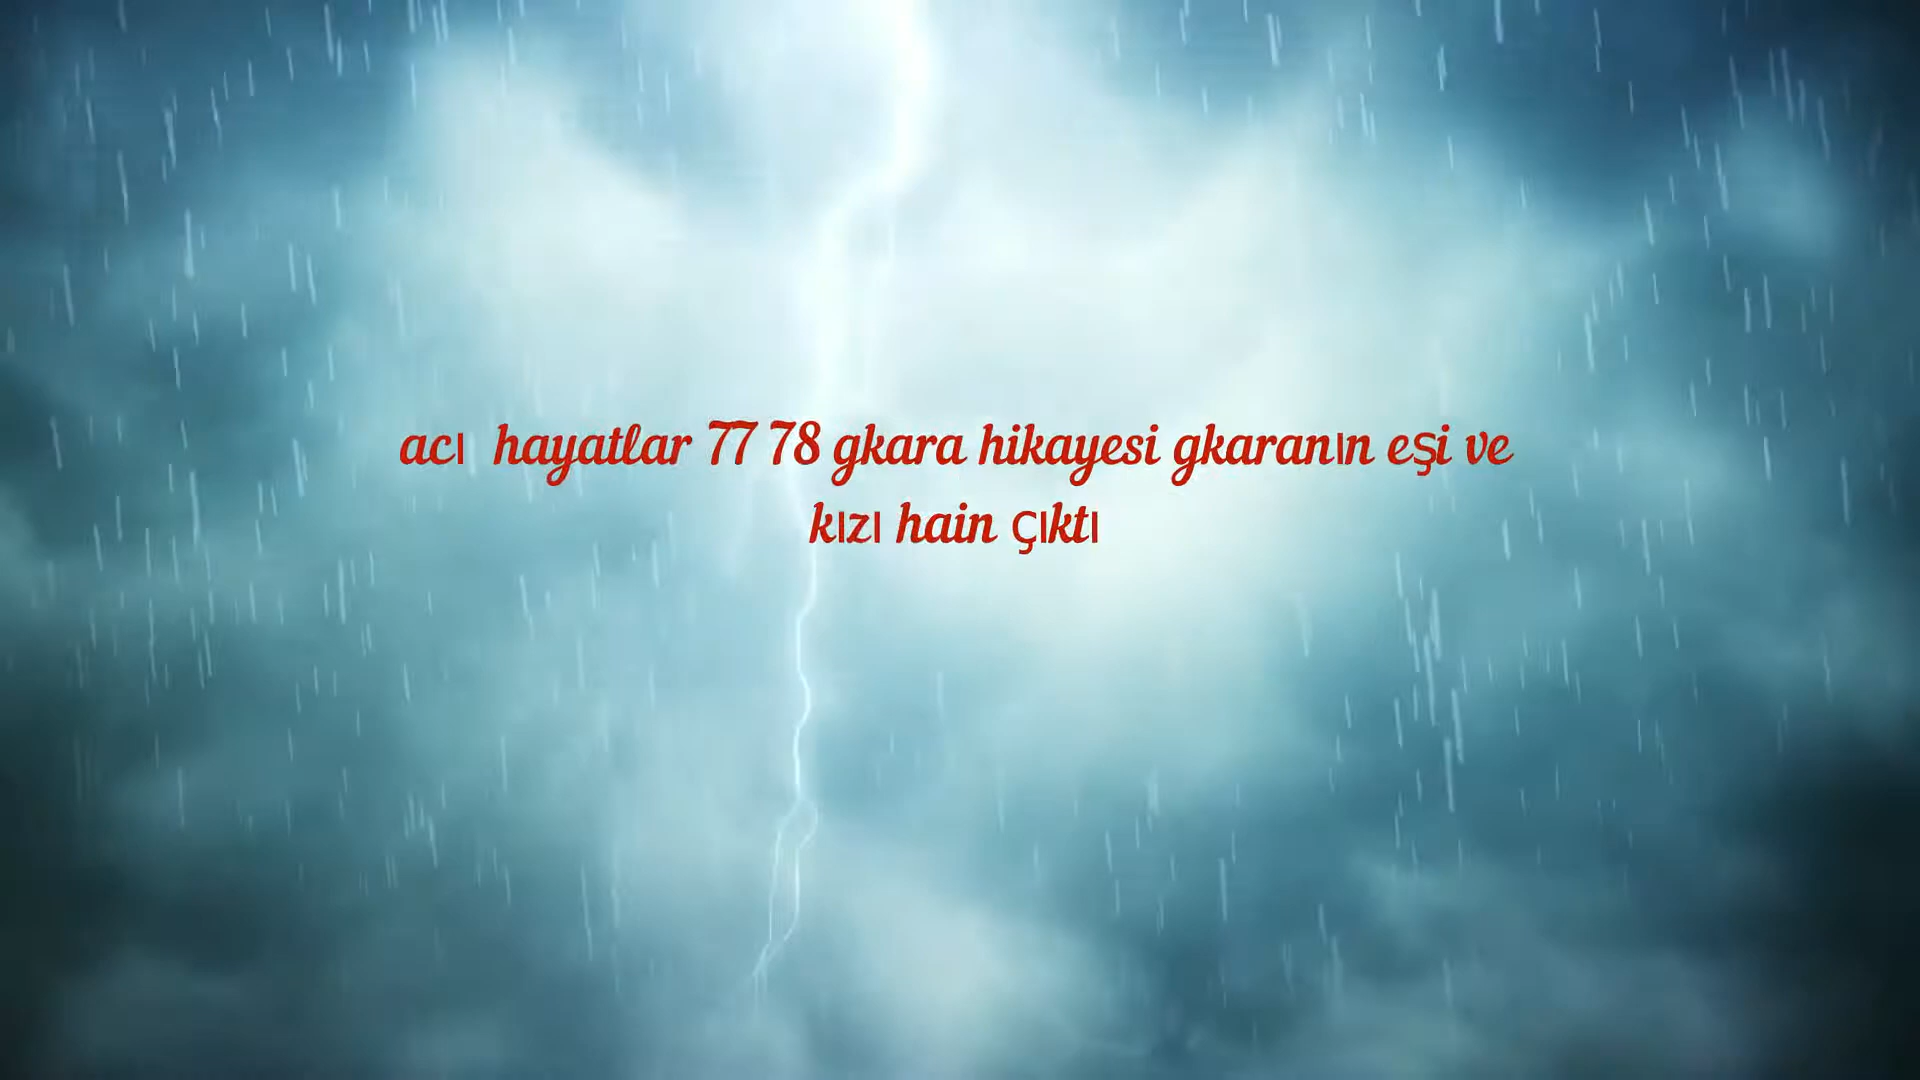 acı hayatlar 77 78 gkara hikayesi gkaranın eşi ve
kızı hain çıktı